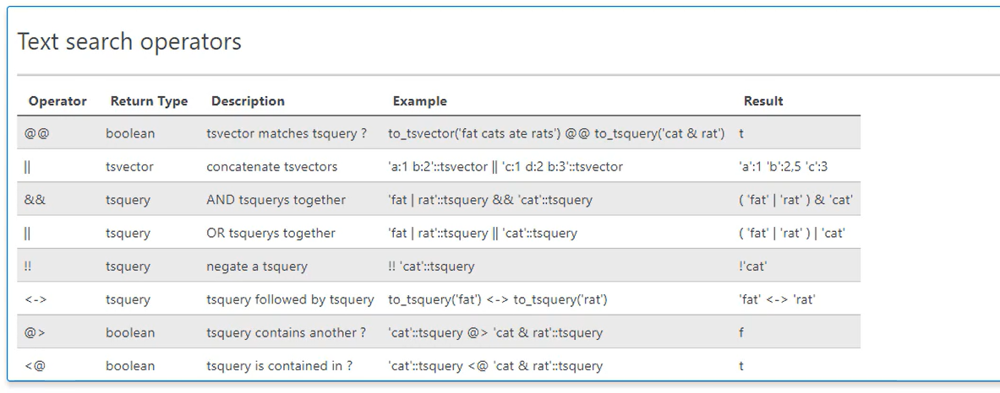 Text search operators
Operator Return Type Description Example Result
@@ boolean tsvector matches tsquery ? to_tsvector('fat cats ate rats') @@ to_tsquery('cat & rat') t
|| tsvector concatenate tsvectors 'a:1 b:2'::tsvector || 'c:1 d:2 b:3'::tsvector 'a':1 'b':2,5 'c':3
&& tsquery AND tsquerys together 'fat | rat'::tsquery && 'cat'::tsquery ( 'fat' | 'rat' ) & 'cat'
|| tsquery OR tsquerys together 'fat | rat'::tsquery || 'cat'::tsquery ( 'fat' | 'rat' ) | 'cat'
!! tsquery negate a tsquery !! 'cat'::tsquery !'cat'
<-> tsquery tsquery followed by tsquery to_tsquery('fat') <-> to_tsquery('rat') 'fat' <-> 'rat'
@> boolean tsquery contains another ? 'cat'::tsquery @> 'cat & rat'::tsquery f
<@ boolean tsquery is contained in ? 'cat'::tsquery <@ 'cat & rat'::tsquery t